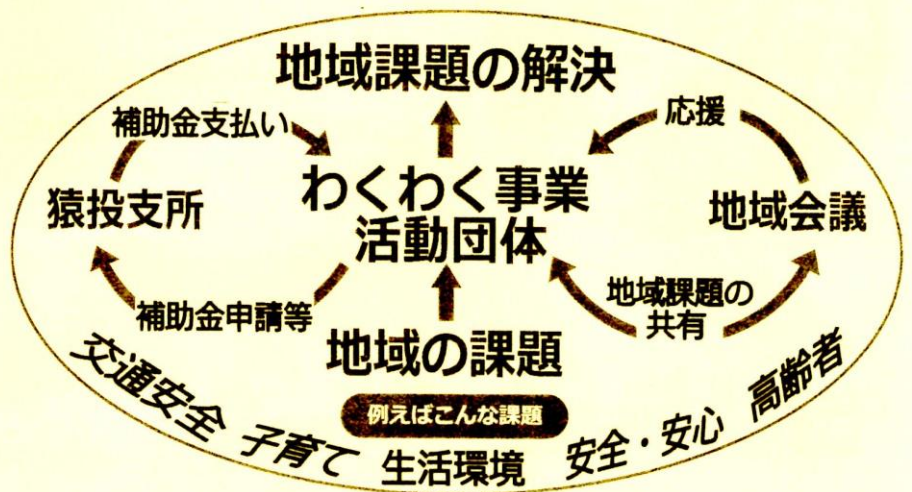 地域課題の解決
補助金支払い
応援
猿投支所
わくわく事業
活動団体
地域会議
補助金申請等
地域課題の
共有
地域の課題
例えばこんな課題
交通安全
子育て
生活環境
安全・安心
高齢者